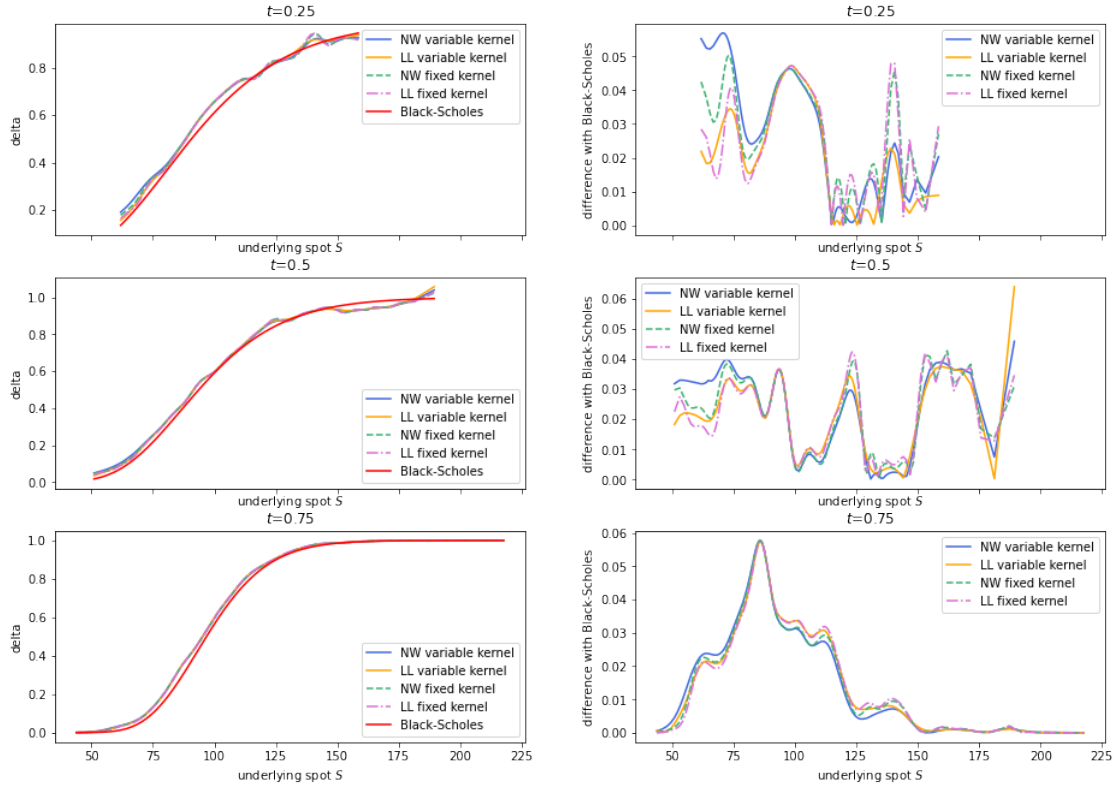 t=0.25
delta
0.8
0.6
0.4
0.2
NW variable kernel
LL variable kernel
NW fixed kernel
LL fixed kernel
Black-Scholes
underlying spot S
t=0.25
difference with Black-Scholes
0.05
0.04
0.03
0.02
0.01
0.00
NW variable kernel
LL variable kernel
NW fixed kernel
LL fixed kernel
underlying spot S
t=0.5
delta
1.0
0.8
0.6
0.4
0.2
0.0
NW variable kernel
LL variable kernel
NW fixed kernel
LL fixed kernel
Black-Scholes
underlying spot S
t=0.5
difference with Black-Scholes
0.06
0.05
0.04
0.03
0.02
0.01
0.00
NW variable kernel
LL variable kernel
NW fixed kernel
LL fixed kernel
underlying spot S
t=0.75
delta
1.0
0.8
0.6
0.4
0.2
0.0
NW variable kernel
LL variable kernel
NW fixed kernel
LL fixed kernel
Black-Scholes
50 75 100 125 150 175 200 225
underlying spot S
t=0.75
difference with Black-Scholes
0.06
0.05
0.04
0.03
0.02
0.01
0.00
NW variable kernel
LL variable kernel
NW fixed kernel
LL fixed kernel
50 75 100 125 150 175 200 225
underlying spot S